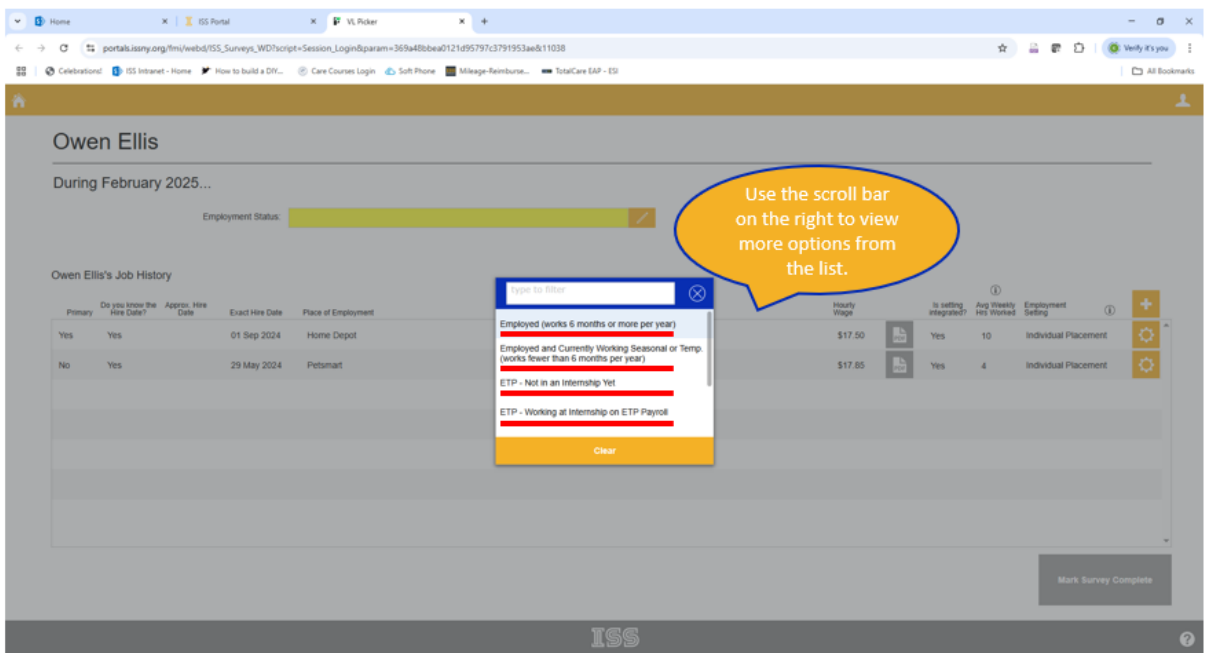 Home
ISS Portal
VL Picker
portals.issny.org/fmi/webd/ISS_Surveys_WD?script=Session_Login&param=369a48bbea0121d95797c3791953ae&11038
Verify it's you
Celebrations!
ISS Intranet - Home
How to build a DIY...
Care Courses Login
Soft Phone
Mileage-Reimburse...
TotalCare EAP - ESI
All Bookmarks
Owen Ellis
During February 2025...
Employment Status:
Use the scroll bar
on the right to view
more options from
the list.
Owen Ellis's Job History
Primary
Do you know the
Hire Date?
Approx. Hire
Date
Exact Hire Date
Place of Employment
Hourly
Wage
Is setting
integrated?
Avg Weekly
Hrs Worked
Employment
Setting
Yes Yes 01 Sep 2024 Home Depot $17.50 Yes 10 Individual Placement
No Yes 29 May 2024 Petsmart $17.85 Yes 4 Individual Placement
type to filter
Employed (works 6 months or more per year)
Employed and Currently Working Seasonal or Temp.
(works fewer than 6 months per year)
ETP - Not in an Internship Yet
ETP - Working at Internship on ETP Payroll
Clear
Mark Survey Complete
ISS